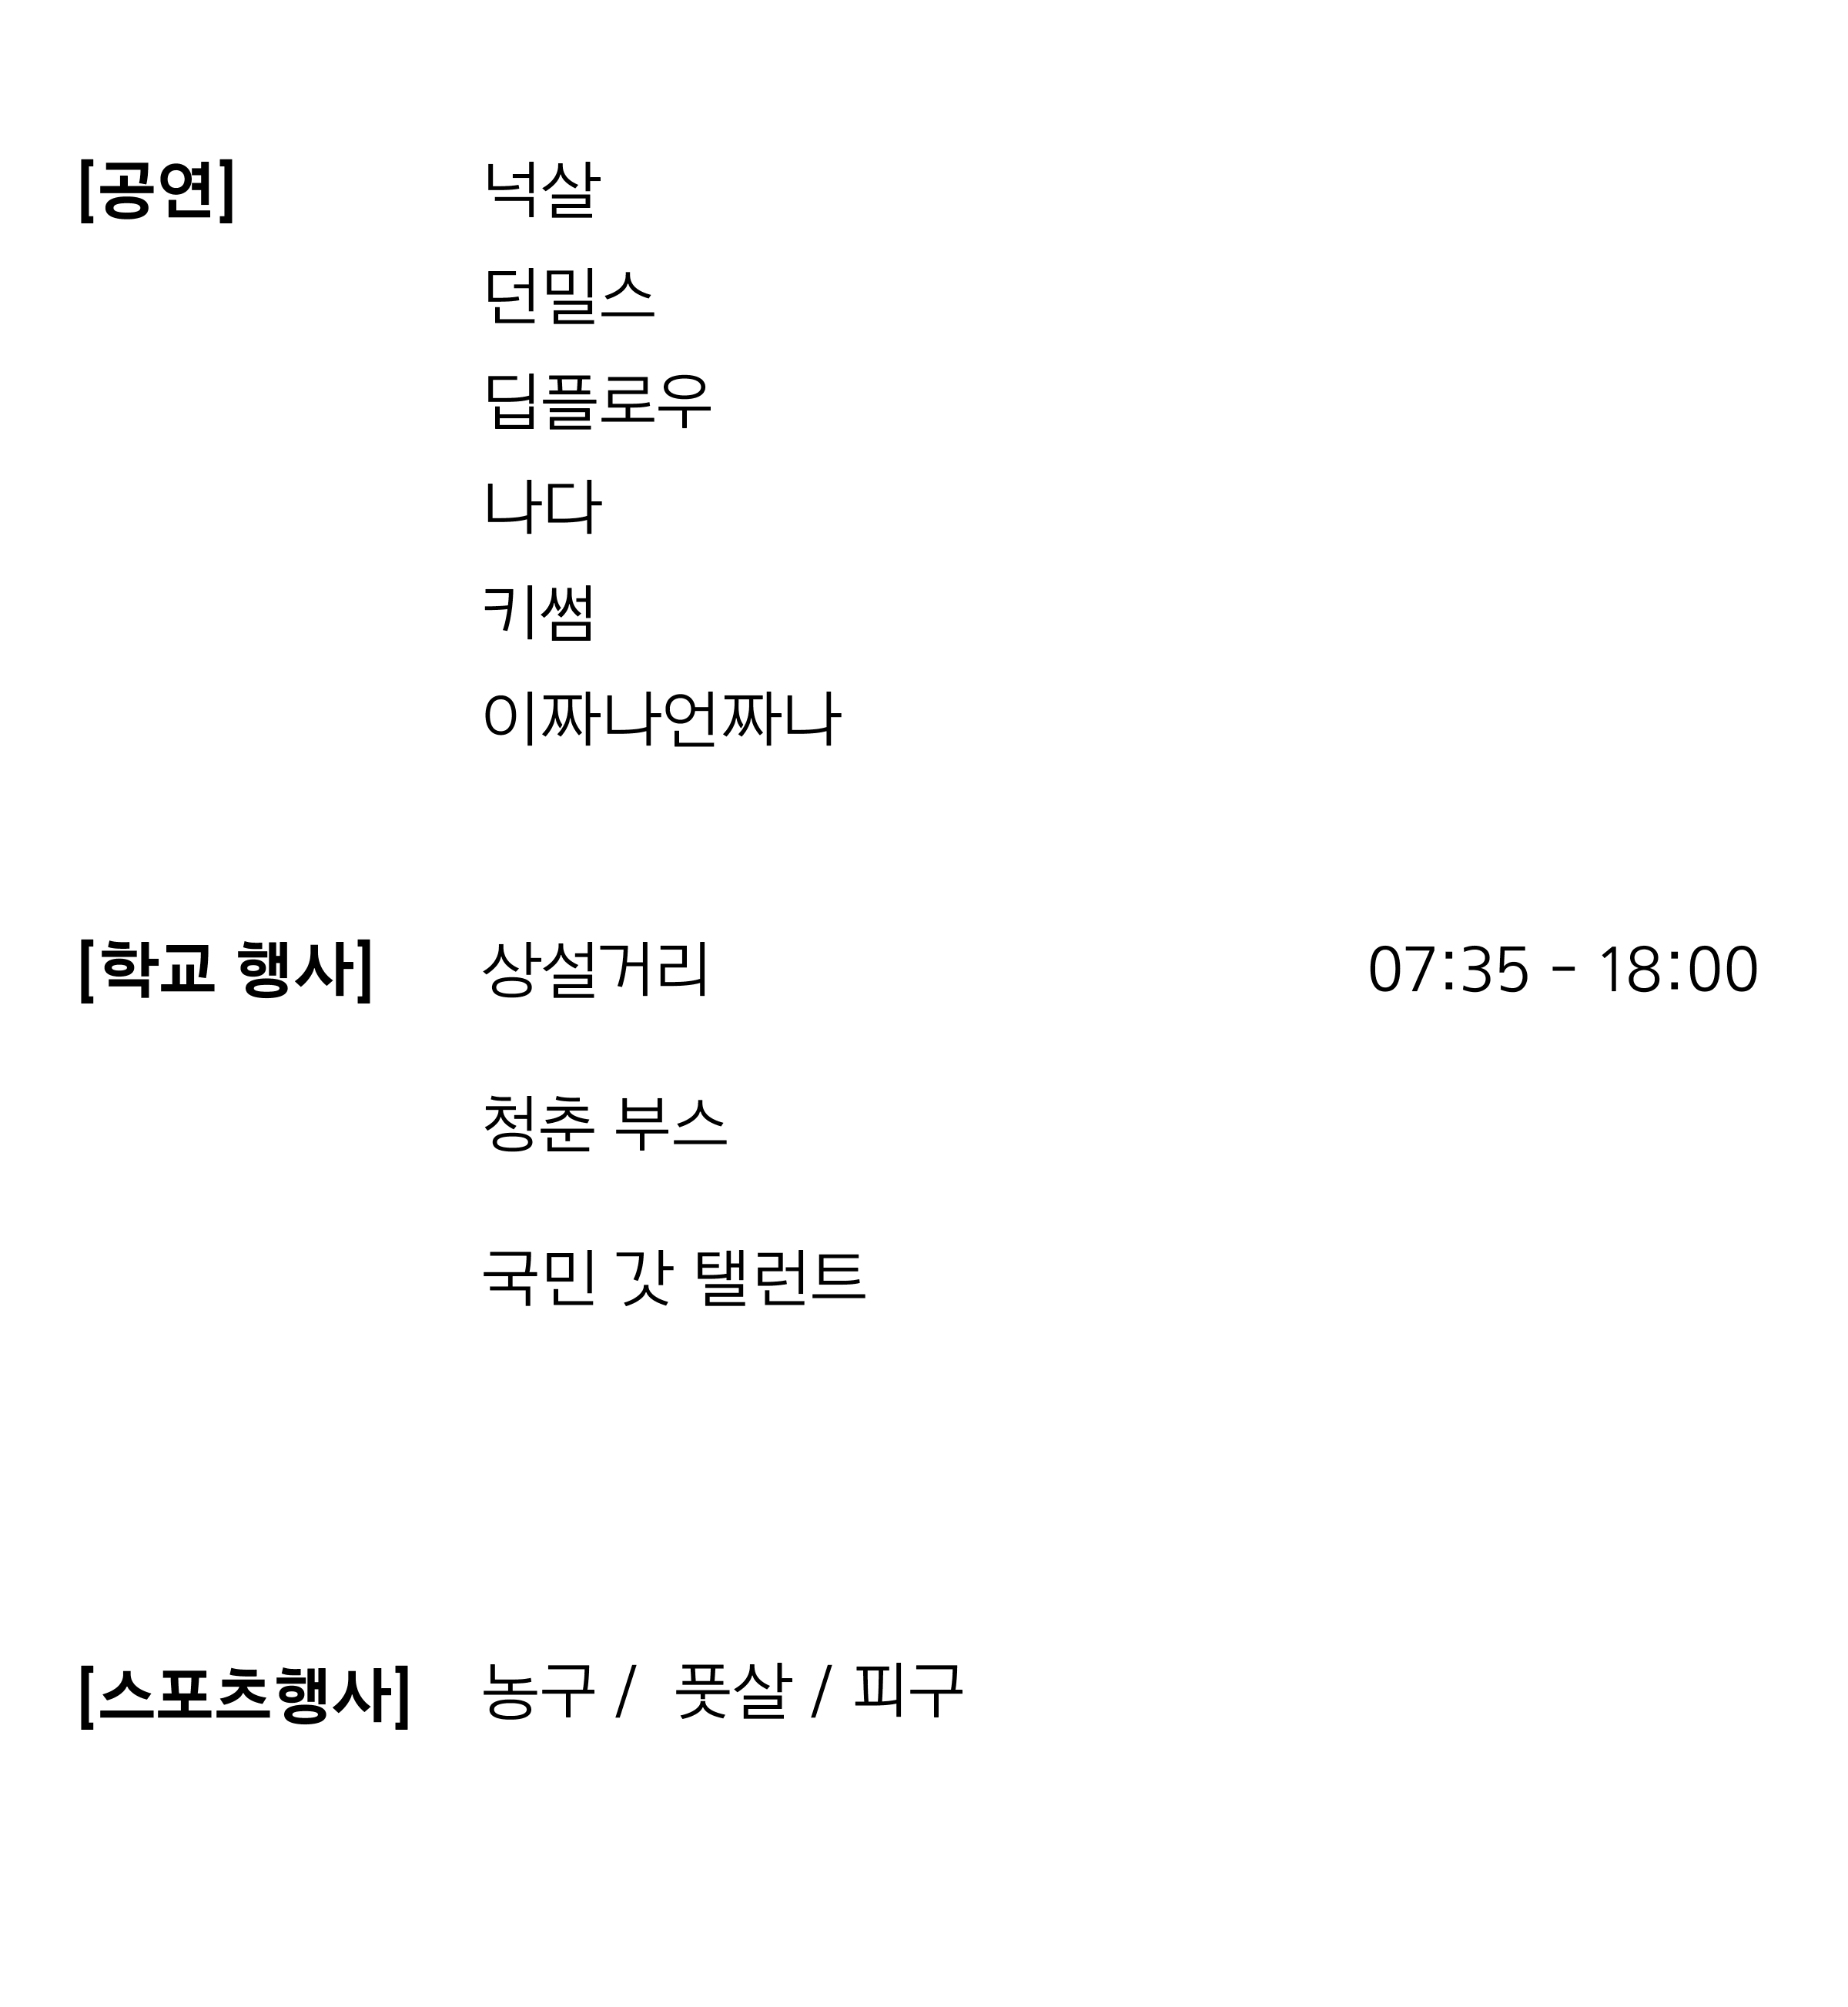 [공연] 넉살
던밀스
딥플로우
나다
키썸
이짜나언짜나
[학교 행사] 상설거리 07:35 - 18:00
청춘 부스
국민 갓 탤런트
[스포츠행사] 농구 / 풋살 / 피구